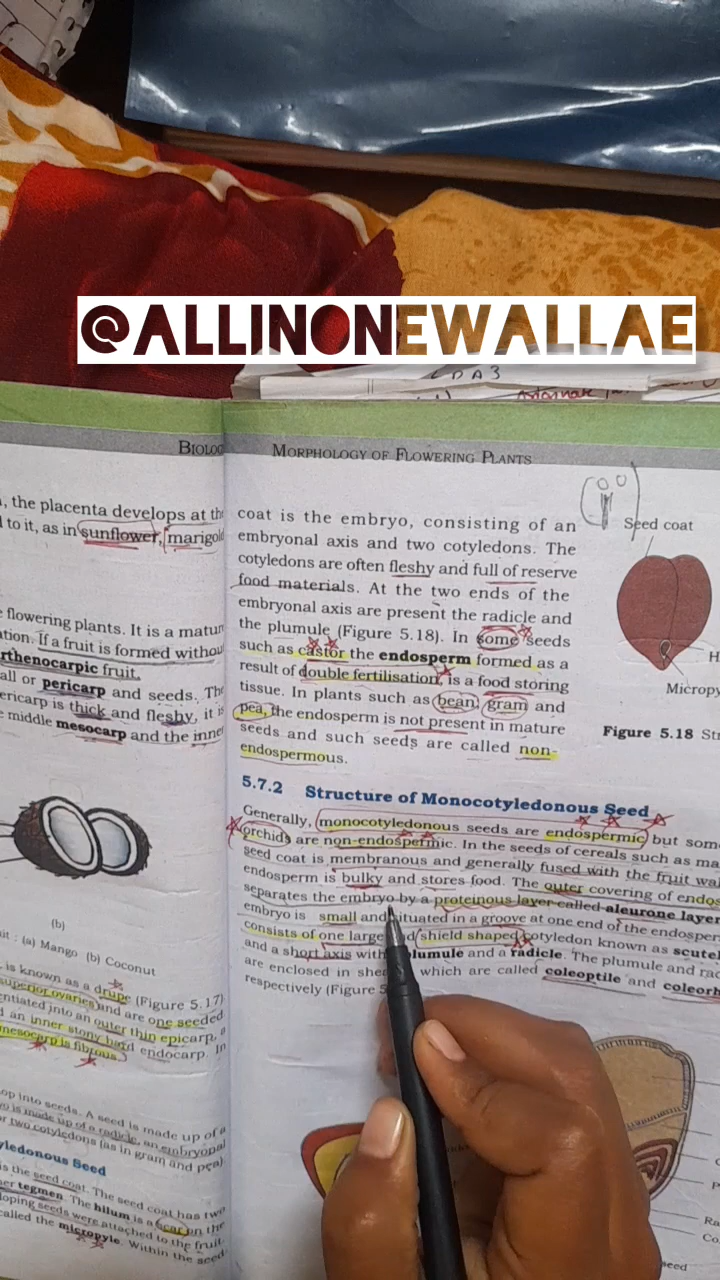 @ALLINONEWALLAE
BIOLO
, the placenta develops at th
d to it, as in sunflower, marigold
e flowering plants. It is a matur
ation. If a fruit is formed withou
rthenocarpic fruit.
all or pericarp and seeds. The
ericarp is thick and fleshy, it is
e middle mesocarp and the inner
(b)
uit : (a) Mango (b) Coconut
t is known as a drupe (Figure 5.17)
superior ovaries and are one seeded
entiated into an outer thin epicarp, a
d an inner stony hard endocarp. In
mesocarp is fibrous.
op into seeds. A seed is made up of a
yo is made up of a radicle, an embryonal
r two cotyledons (as in gram and pea)
yledonous Seed
is the seed coat. The seed coat has two
er tegmen. The hilum is a scar on the
loping seeds were attached to the fruit.
called the micropyle. Within the seed
MORPHOLOGY OF FLOWERING PLANTS
coat is the embryo, consisting of an
embryonal axis and two cotyledons. The
cotyledons are often fleshy and full of reserve
food materials. At the two ends of the
embryonal axis are present the radicle and
the plumule (Figure 5.18). In some seeds
such as castor the endosperm formed as a
result of double fertilisation, is a food storing
tissue. In plants such as bean, gram and
pea, the endosperm is not present in mature
seeds and such seeds are called non-
endospermous.
Seed coat
H
Micropy
Figure 5.18 Str
5.7.2 Structure of Monocotyledonous Seed
Generally, monocotyledonous seeds are endospermic but som
orchids are non-endospermic. In the seeds of cereals such as ma
seed coat is membranous and generally fused with the fruit wal
endosperm is bulky and stores food. The outer covering of endos
separates the embryo by a proteinous layer called aleurone layer
embryo is small and situated in a groove at one end of the endosper
consists of one large and shield shaped cotyledon known as scutel
and a short axis with plumule and a radicle. The plumule and rad
are enclosed in she which are called coleoptile and coleorh
respectively (Figure 5
P
Ra
Co
seed